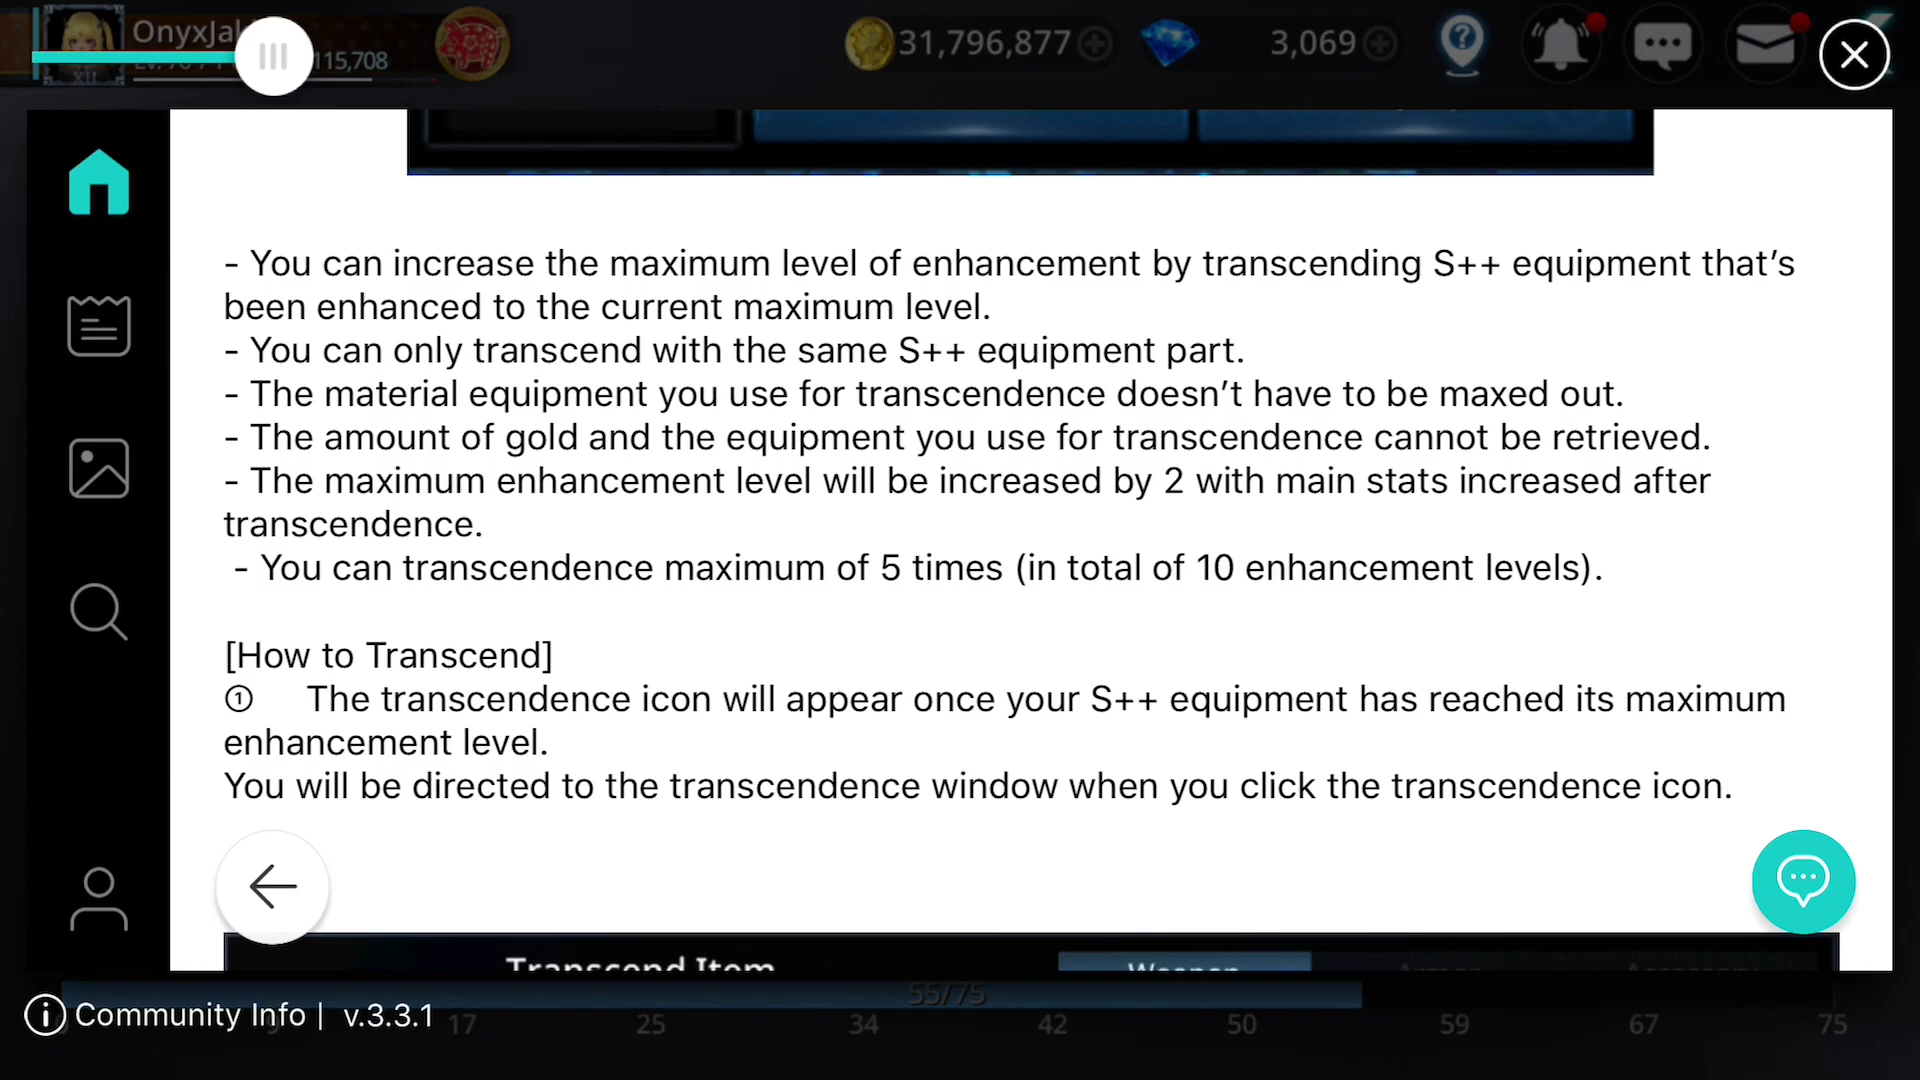 OnyxJa
115,708
31,796,877
3,069
- You can increase the maximum level of enhancement by transcending S++ equipment that’s
been enhanced to the current maximum level.
- You can only transcend with the same S++ equipment part.
- The material equipment you use for transcendence doesn’t have to be maxed out.
- The amount of gold and the equipment you use for transcendence cannot be retrieved.
- The maximum enhancement level will be increased by 2 with main stats increased after
transcendence.
- You can transcendence maximum of 5 times (in total of 10 enhancement levels).
[How to Transcend]
① The transcendence icon will appear once your S++ equipment has reached its maximum
enhancement level.
You will be directed to the transcendence window when you click the transcendence icon.
Transcend Item Weapon Armor Accessory
55/75
Community Info | v.3.3.1
9 17 25 34 42 50 59 67 75